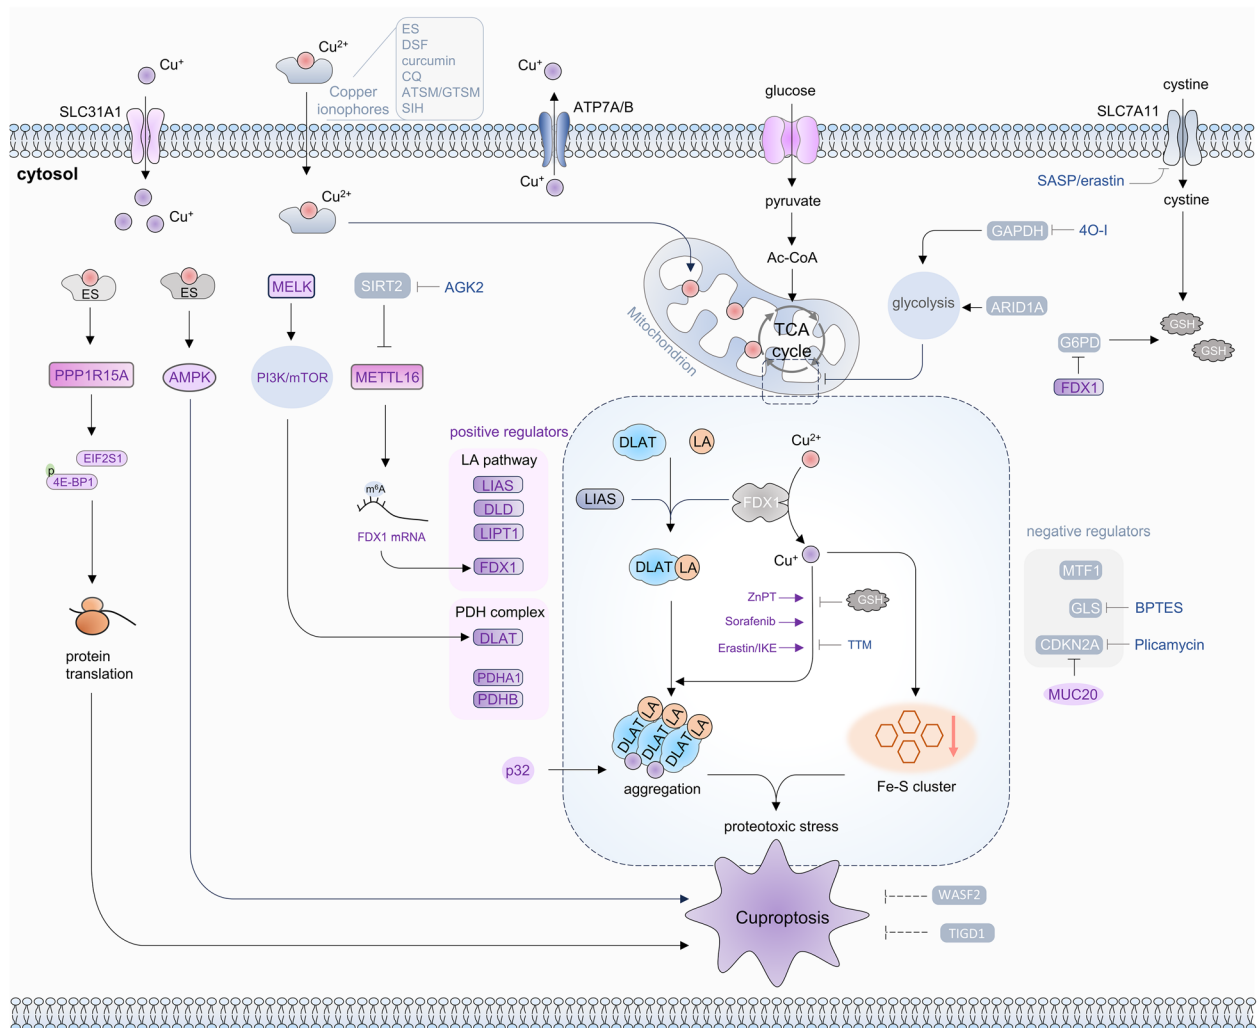 Cu⁺
SLC31A1
Cu²⁺
Copper
ionophores
ES
DSF
curcumin
CQ
ATSM/GTSM
SIH
Cu⁺
ATP7A/B
glucose
cystine
SLC7A11
cytosol
Cu⁺
Cu²⁺
Cu⁺
pyruvate
SASP/erastin
cystine
Ac-CoA
GAPDH
4O-I
ES
ES
MELK
SIRT2
AGK2
Mitochondrion
TCA
cycle
glycolysis
ARID1A
GSH
GSH
G6PD
FDX1
PPP1R15A
AMPK
PI3K/mTOR
METTL16
p
EIF2S1
4E-BP1
m⁶A
FDX1 mRNA
positive regulators
LA pathway
LIAS
DLD
LIPT1
FDX1
PDH complex
DLAT
PDHA1
PDHB
p32
protein
translation
DLAT
LA
Cu²⁺
LIAS
FDX1
DLAT
LA
Cu⁺
ZnPT
GSH
Sorafenib
Erastin/IKE
TTM
LA
LA
LA
DLAT
DLAT
DLAT
aggregation
Fe-S cluster
proteotoxic stress
negative regulators
MTF1
GLS
BPTES
CDKN2A
Plicamycin
MUC20
Cuproptosis
WASF2
TIGD1